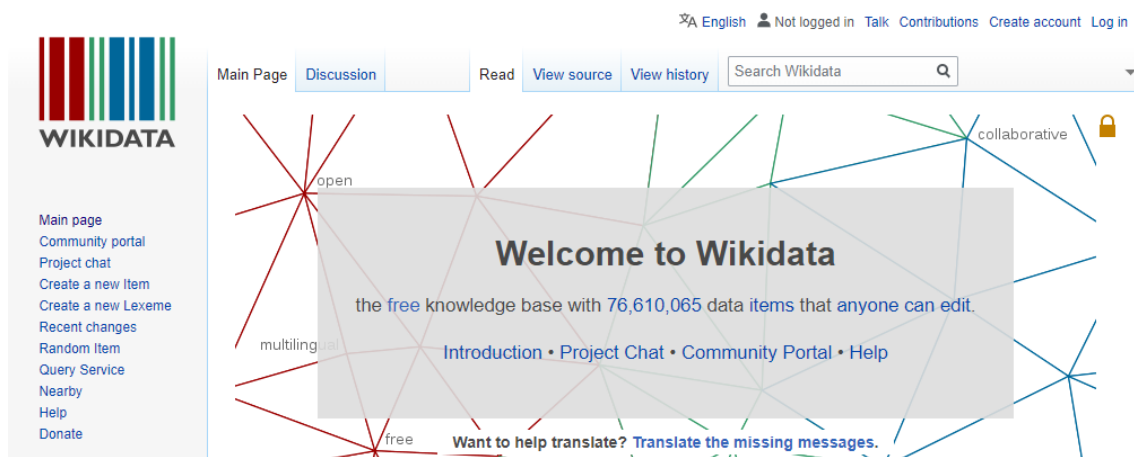 文A English Not logged in Talk Contributions Create account Log in
WIKIDATA
Main Page Discussion Read View source View history Search Wikidata
Main page
Community portal
Project chat
Create a new Item
Create a new Lexeme
Recent changes
Random Item
Query Service
Nearby
Help
Donate
collaborative
open
Welcome to Wikidata
the free knowledge base with 76,610,065 data items that anyone can edit.
multilingual
Introduction • Project Chat • Community Portal • Help
free
Want to help translate? Translate the missing messages.